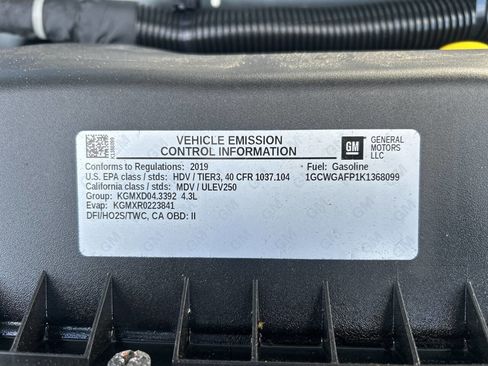 VEHICLE EMISSION
CONTROL INFORMATION
GM
GENERAL
MOTORS
LLC
Conforms to Regulations: 2019
Fuel: Gasoline
U.S. EPA class / stds: HDV / TIER3, 40 CFR 1037.104
1GCWGAFP1K1368099
California class / stds: MDV / ULEV250
Group: KGMXD04.3392 4.3L
Evap: KGMXR0223841
DFI/HO2S/TWC, CA OBD: II